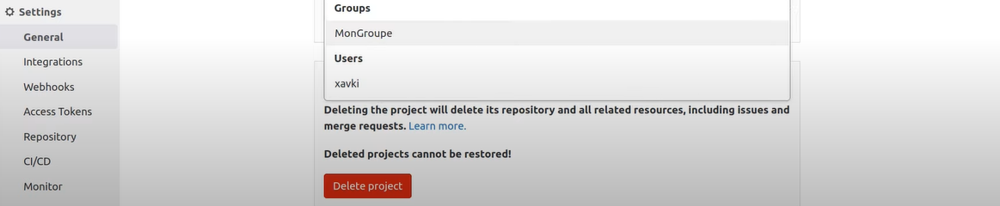 Settings
General
Integrations
Webhooks
Access Tokens
Repository
CI/CD
Monitor
Groups
MonGroupe
Users
xavki
Deleting the project will delete its repository and all related resources, including issues and
merge requests. Learn more.
Deleted projects cannot be restored!
Delete project